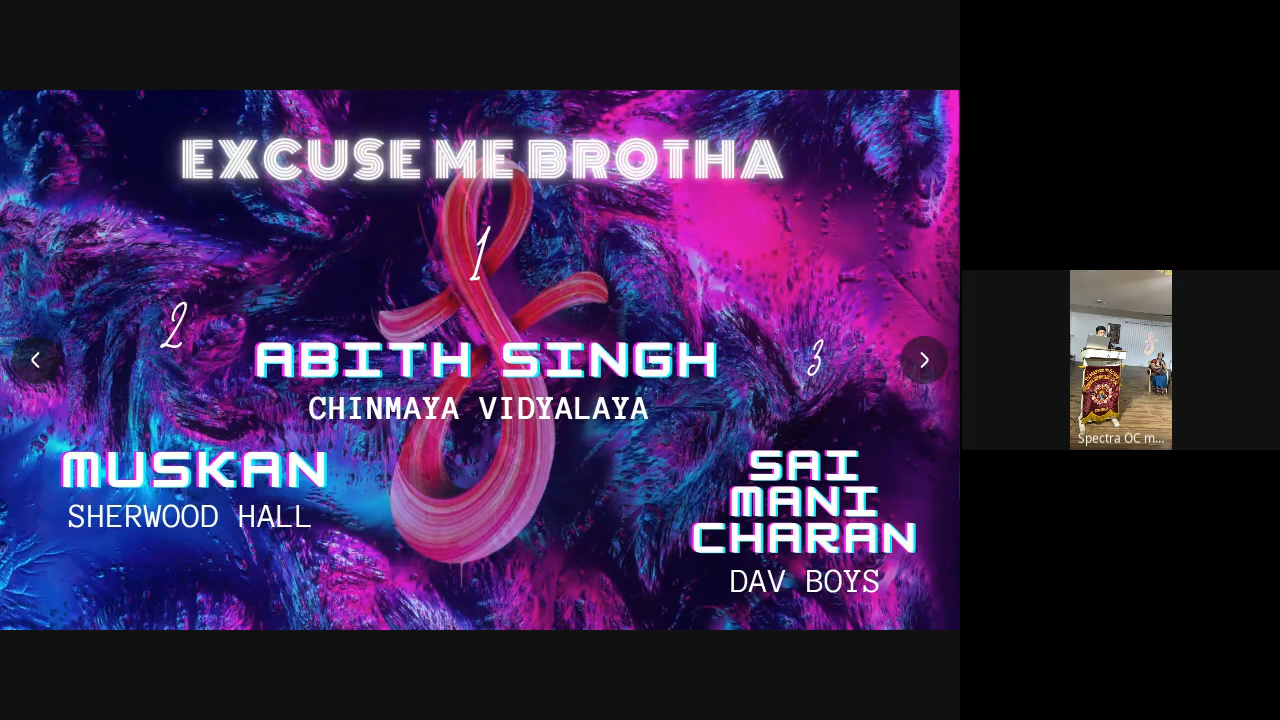 EXCUSE ME BROTHA
1
ABITH SINGH
CHINMAYA VIDYALAYA
2
MUSKAN
SHERWOOD HALL
3
SAI
MANI
CHARAN
DAV BOYS
Spectra OC m...